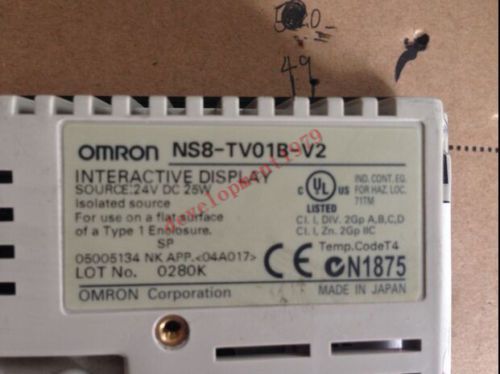 49
OMRON NS8-TV01B-V2
INTERACTIVE DISPLAY
SOURCE:24V DC 25W
Isolated source
For use on a flat surface
of a Type 1 Enclosure.
SP
05005134 NK APP.<04A017>
LOT No. 0280K
OMRON Corporation
C UL US
LISTED
IND. CONT. EQ.
FOR HAZ. LOC.
71TM
Cl. I, DIV. 2Gp A,B,C,D
Cl. I, Zn. 2Gp IIC
Temp.CodeT4
CE N1875
MADE IN JAPAN
development1979